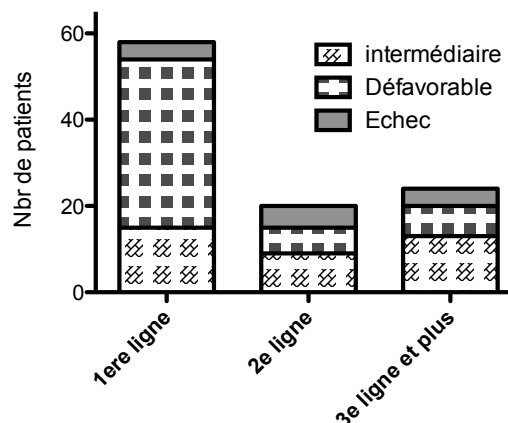 Nbr de patients
60
40
20
0
intermédiaire
Défavorable
Echec
1ere ligne
2e ligne
3e ligne et plus